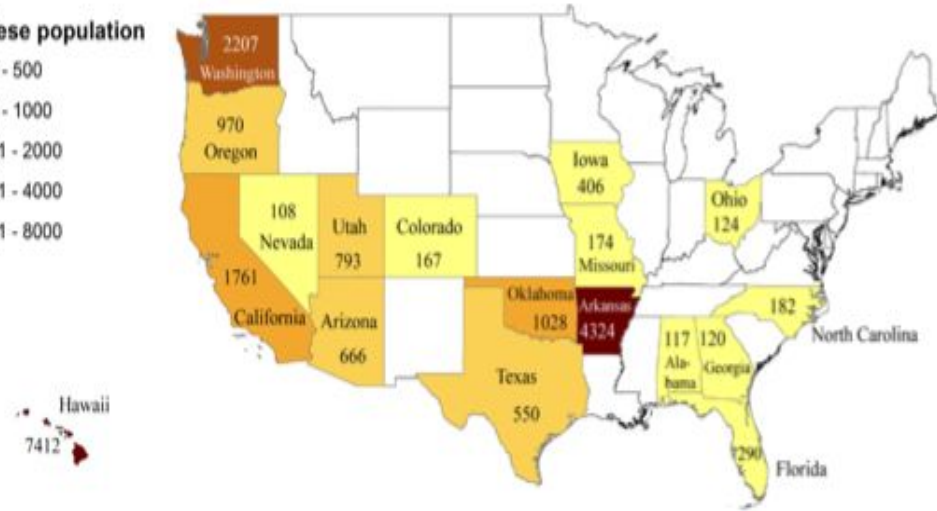 ese population
- 500
- 1000
1 - 2000
1 - 4000
1 - 8000
2207
Washington
970
Oregon
108
Nevada
Utah
793
Colorado
167
1761
California
Arizona
666
Iowa
406
174
Missouri
Ohio
124
Oklahoma
1028
Arkansas
4324
Texas
550
117
Ala-
bama
120
Georgia
182
North Carolina
290
Florida
Hawaii
7412